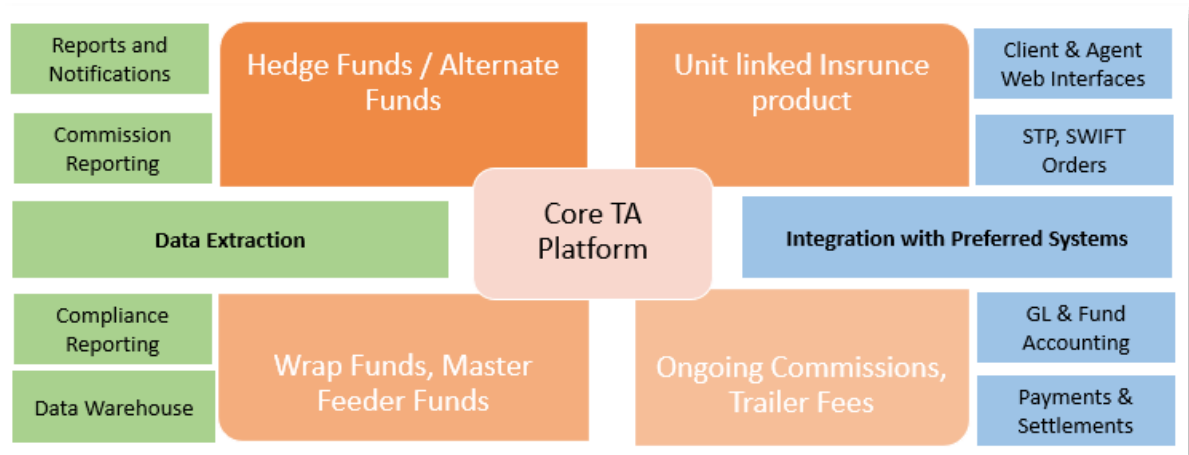 Reports and
Notifications
Hedge Funds / Alternate
Funds
Unit linked Insrunce
product
Client & Agent
Web Interfaces
Commission
Reporting
STP, SWIFT
Orders
Data Extraction
Core TA
Platform
Integration with Preferred Systems
Compliance
Reporting
Wrap Funds, Master
Feeder Funds
Ongoing Commissions,
Trailer Fees
GL & Fund
Accounting
Data Warehouse
Payments &
Settlements